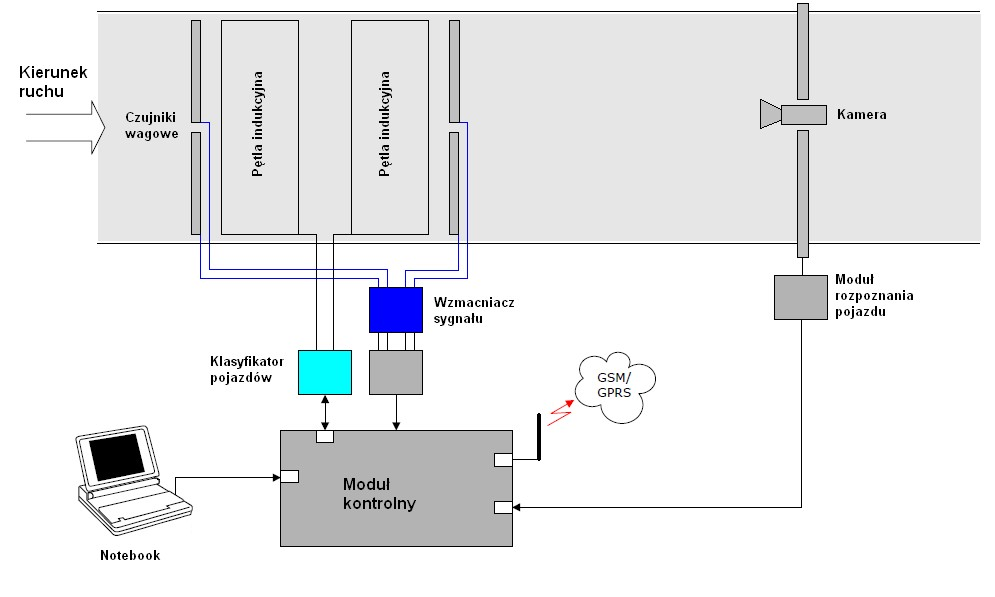 Kierunek
ruchu
Czujniki
wagowe
Pętla indukcyjna
Pętla indukcyjna
Kamera
Moduł
rozpoznania
pojazdu
Wzmacniacz
sygnału
Klasyfikator
pojazdów
GSM/
GPRS
Moduł
kontrolny
Notebook